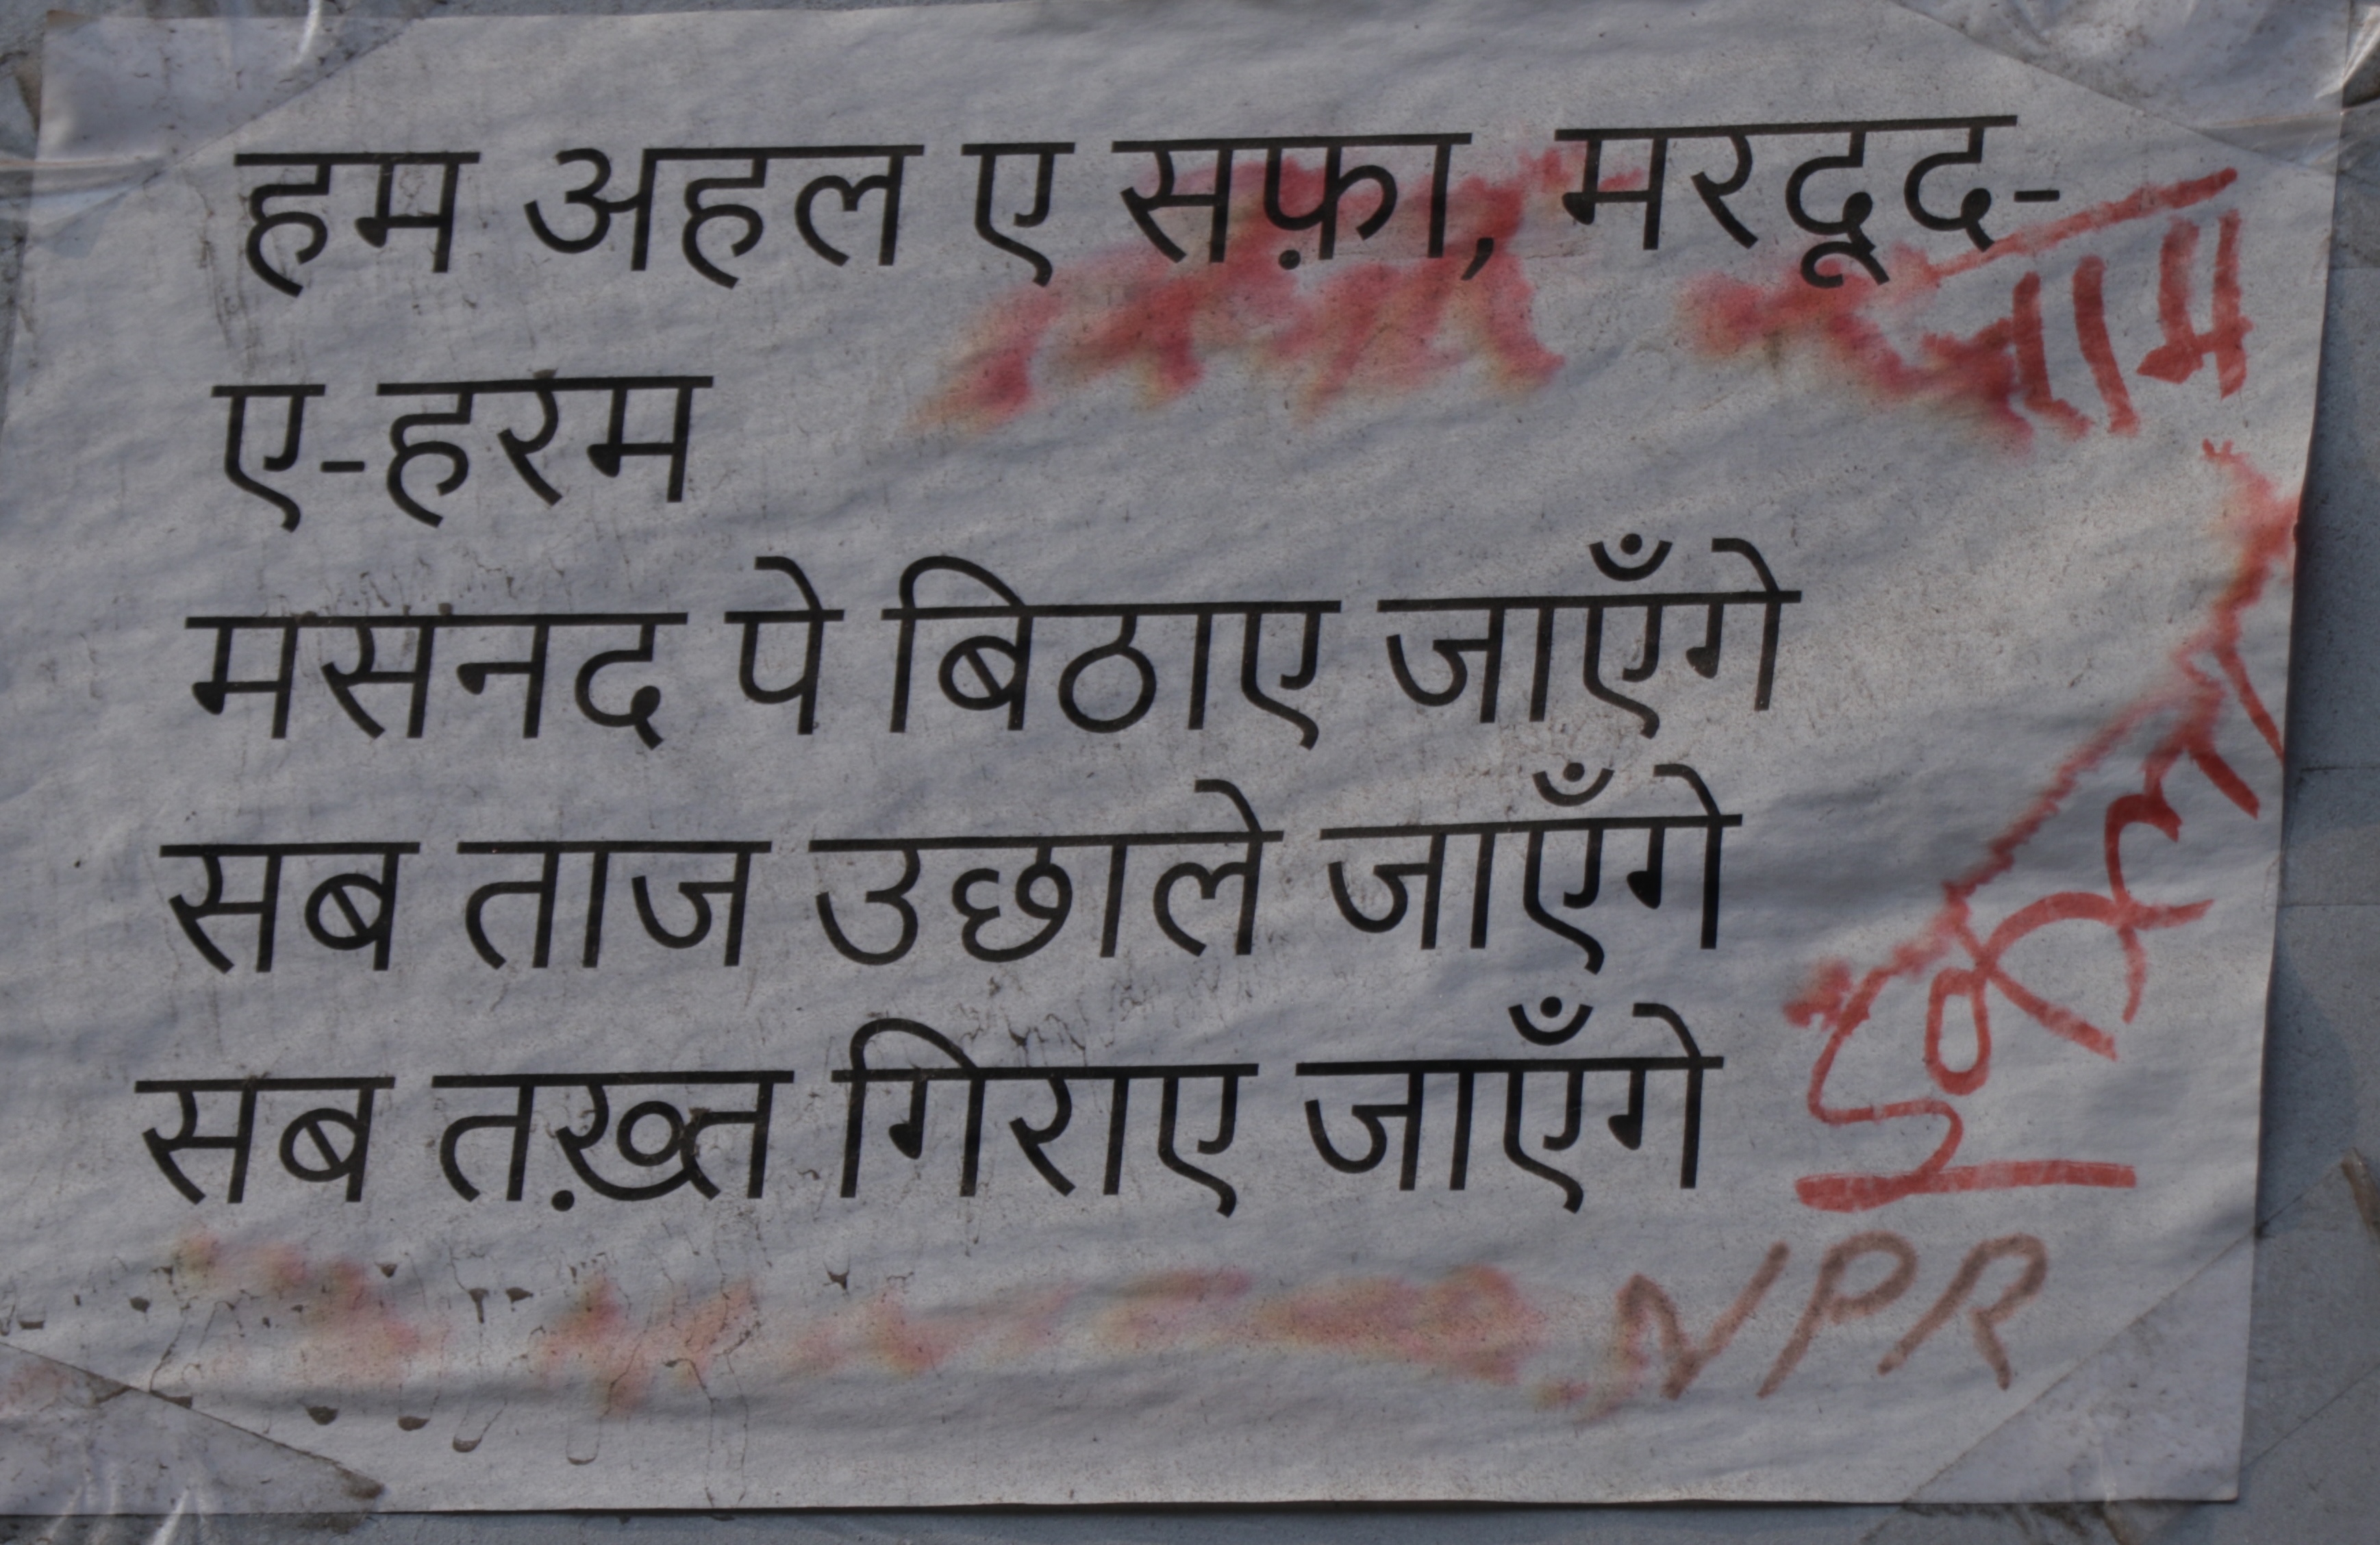 हम अहल ए सफ़ा, मरदूद-
ए-हरम
मसनद पे बिठाए जाएँगे
सब ताज उछाले जाएँगे
सब तख़्त गिराए जाएँगे
NPR